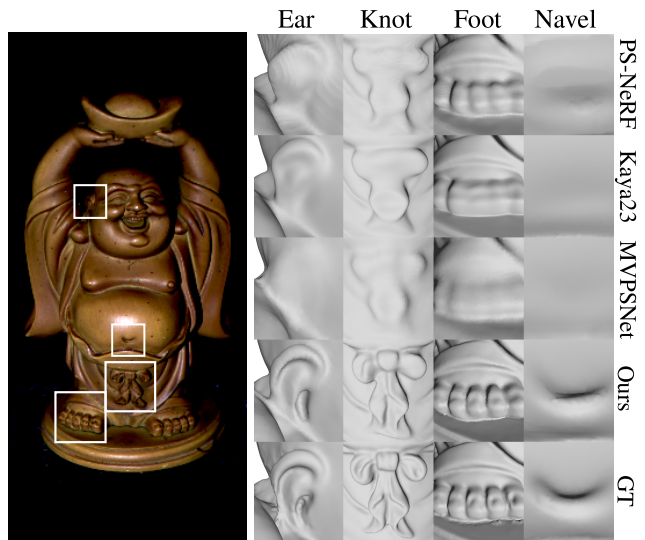 Ear Knot Foot Navel
PS-NeRF
Kaya23
MVPSNet
Ours
GT